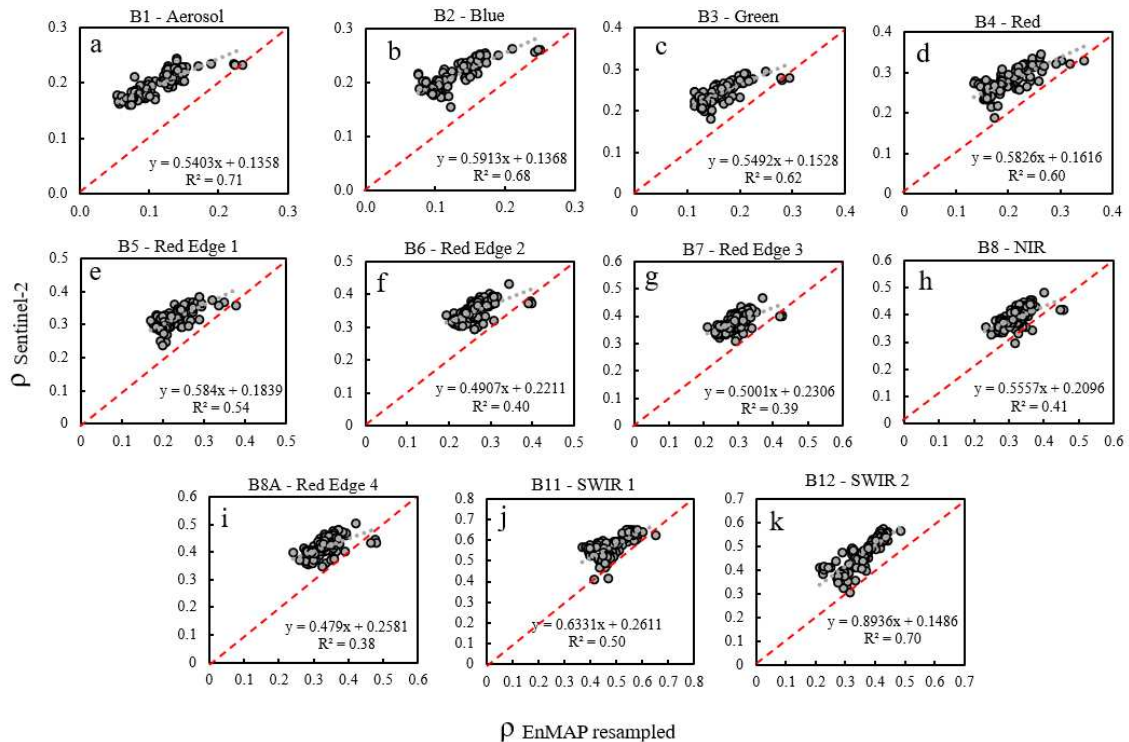 B1 - Aerosol
a
0.3
0.2
0.1
0.0
y = 0.5403x + 0.1358
R² = 0.71
0.0 0.1 0.2 0.3
B2 - Blue
b
0.3
0.2
0.1
0.0
y = 0.5913x + 0.1368
R² = 0.68
0.0 0.1 0.2 0.3
B3 - Green
c
0.4
0.3
0.2
0.1
0
y = 0.5492x + 0.1528
R² = 0.62
0 0.1 0.2 0.3 0.4
B4 - Red
d
0.4
0.3
0.2
0.1
0
y = 0.5826x + 0.1616
R² = 0.60
0 0.1 0.2 0.3 0.4
ρ Sentinel-2
B5 - Red Edge 1
e
0.5
0.4
0.3
0.2
0.1
0
y = 0.584x + 0.1839
R² = 0.54
0 0.1 0.2 0.3 0.4 0.5
B6 - Red Edge 2
f
0.5
0.4
0.3
0.2
0.1
0
y = 0.4907x + 0.2211
R² = 0.40
0 0.1 0.2 0.3 0.4 0.5
B7 - Red Edge 3
g
0.6
0.5
0.4
0.3
0.2
0.1
0
y = 0.5001x + 0.2306
R² = 0.39
0 0.1 0.2 0.3 0.4 0.5 0.6
B8 - NIR
h
0.6
0.5
0.4
0.3
0.2
0.1
0
y = 0.5557x + 0.2096
R² = 0.41
0 0.1 0.2 0.3 0.4 0.5 0.6
B8A - Red Edge 4
i
0.6
0.5
0.4
0.3
0.2
0.1
0
y = 0.479x + 0.2581
R² = 0.38
0 0.1 0.2 0.3 0.4 0.5 0.6
B11 - SWIR 1
j
0.8
0.7
0.6
0.5
0.4
0.3
0.2
0.1
0
y = 0.6331x + 0.2611
R² = 0.50
0 0.1 0.2 0.3 0.4 0.5 0.6 0.7 0.8
B12 - SWIR 2
k
0.7
0.6
0.5
0.4
0.3
0.2
0.1
0
y = 0.8936x + 0.1486
R² = 0.70
0 0.1 0.2 0.3 0.4 0.5 0.6 0.7
ρ EnMAP resampled